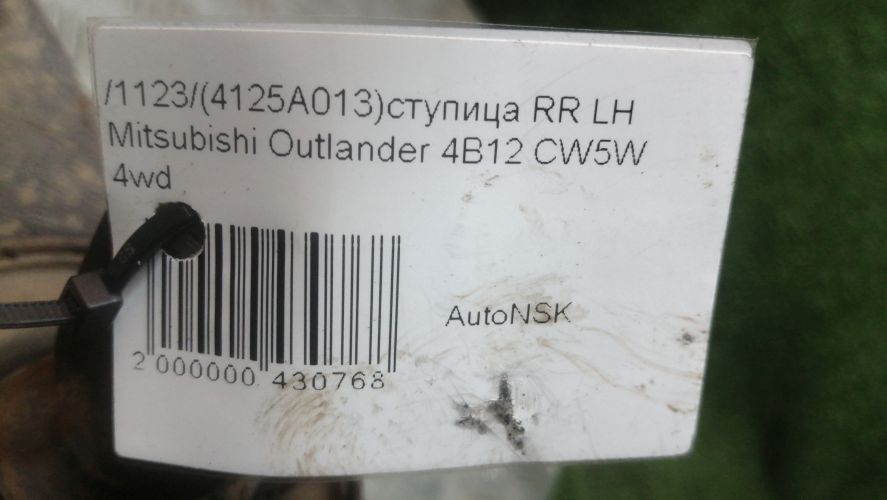 /1123/(4125A013)ступица RR LH
Mitsubishi Outlander 4B12 CW5W
4wd
AutoNSK
2 000000 430768